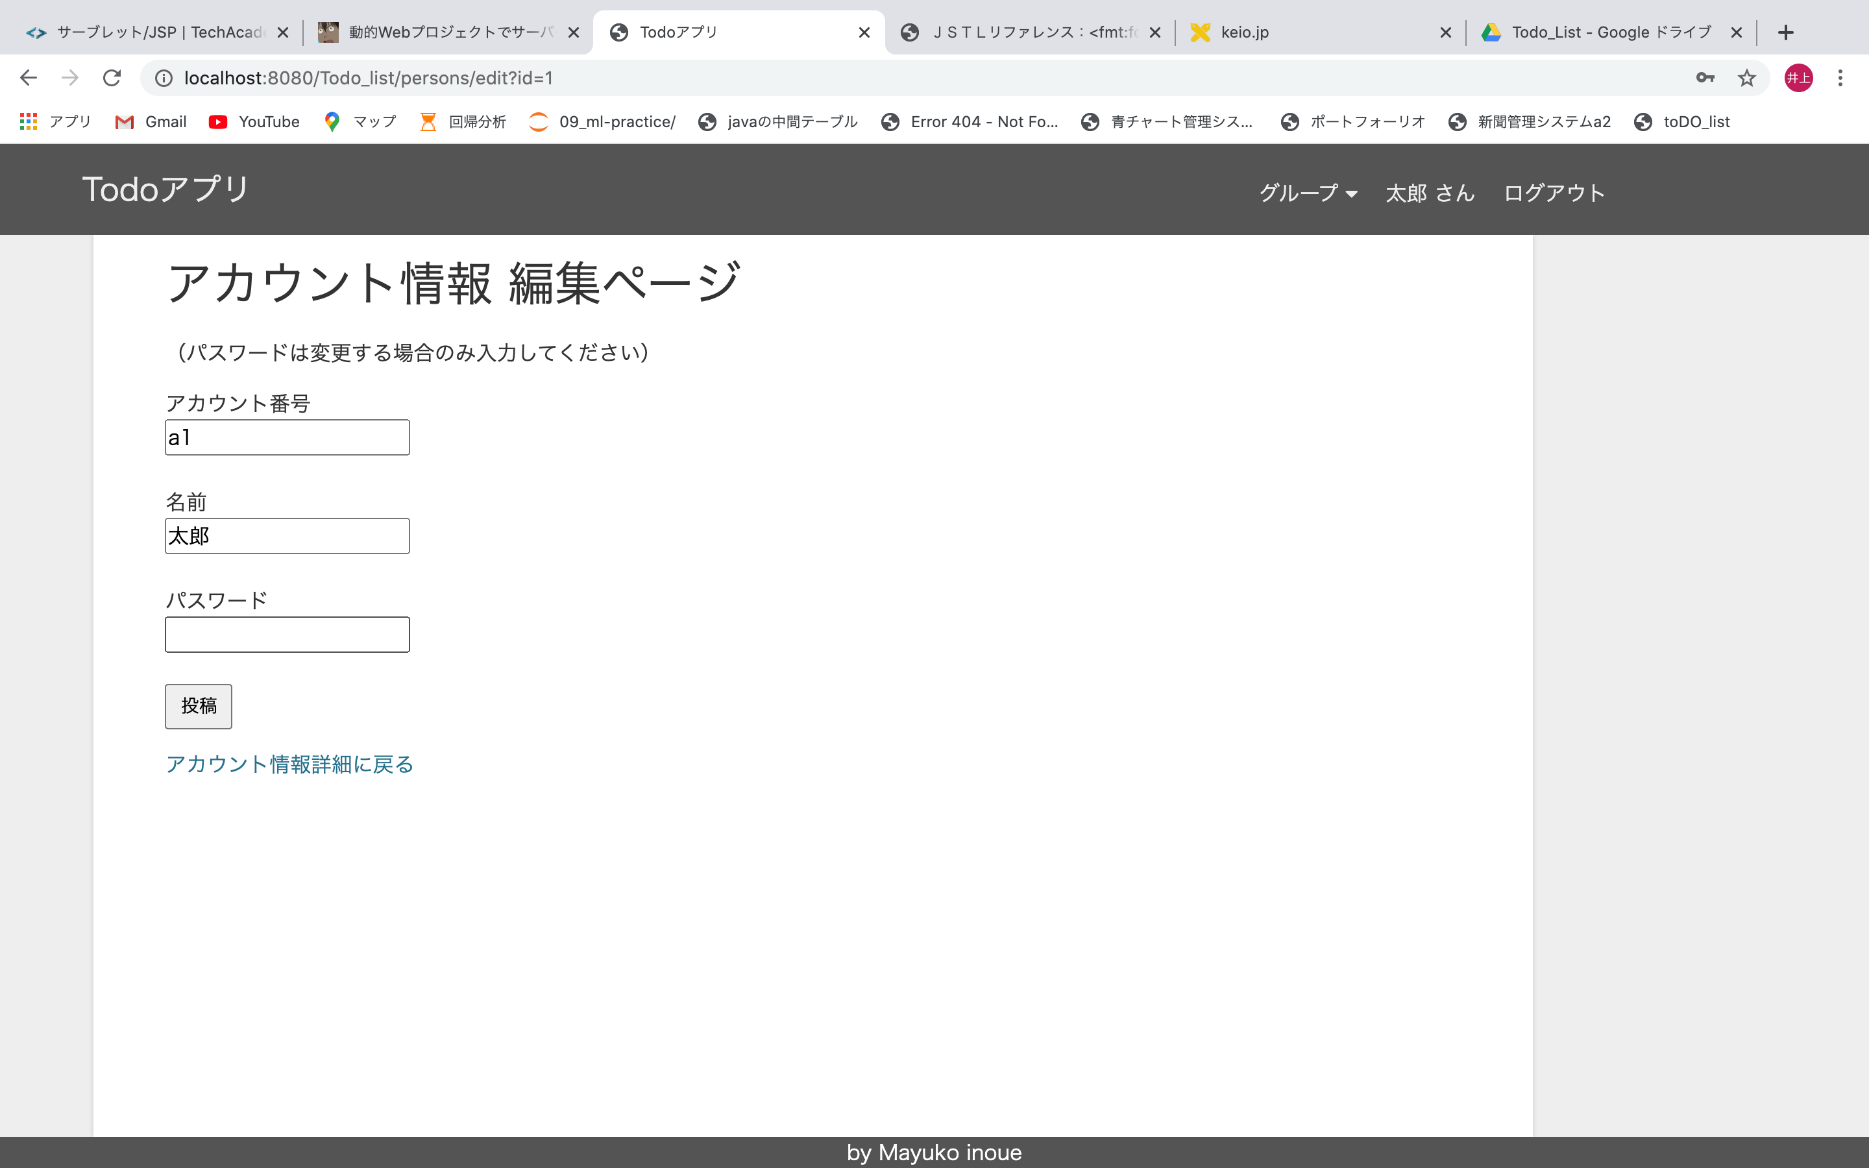 サーブレット/JSP | TechAcad
動的Webプロジェクトでサーバ
Todoアプリ
ＪＳＴＬリファレンス：<fmt:fo
keio.jp
Todo_List - Google ドライブ
localhost:8080/Todo_list/persons/edit?id=1
井上
アプリ
Gmail
YouTube
マップ
回帰分析
09_ml-practice/
javaの中間テーブル
Error 404 - Not Fo...
青チャート管理シス...
ポートフォーリオ
新聞管理システムa2
toDO_list
Todoアプリ
グループ
太郎 さん
ログアウト
アカウント情報 編集ページ
（パスワードは変更する場合のみ入力してください）
アカウント番号
a1
名前
太郎
パスワード
投稿
アカウント情報詳細に戻る
by Mayuko inoue